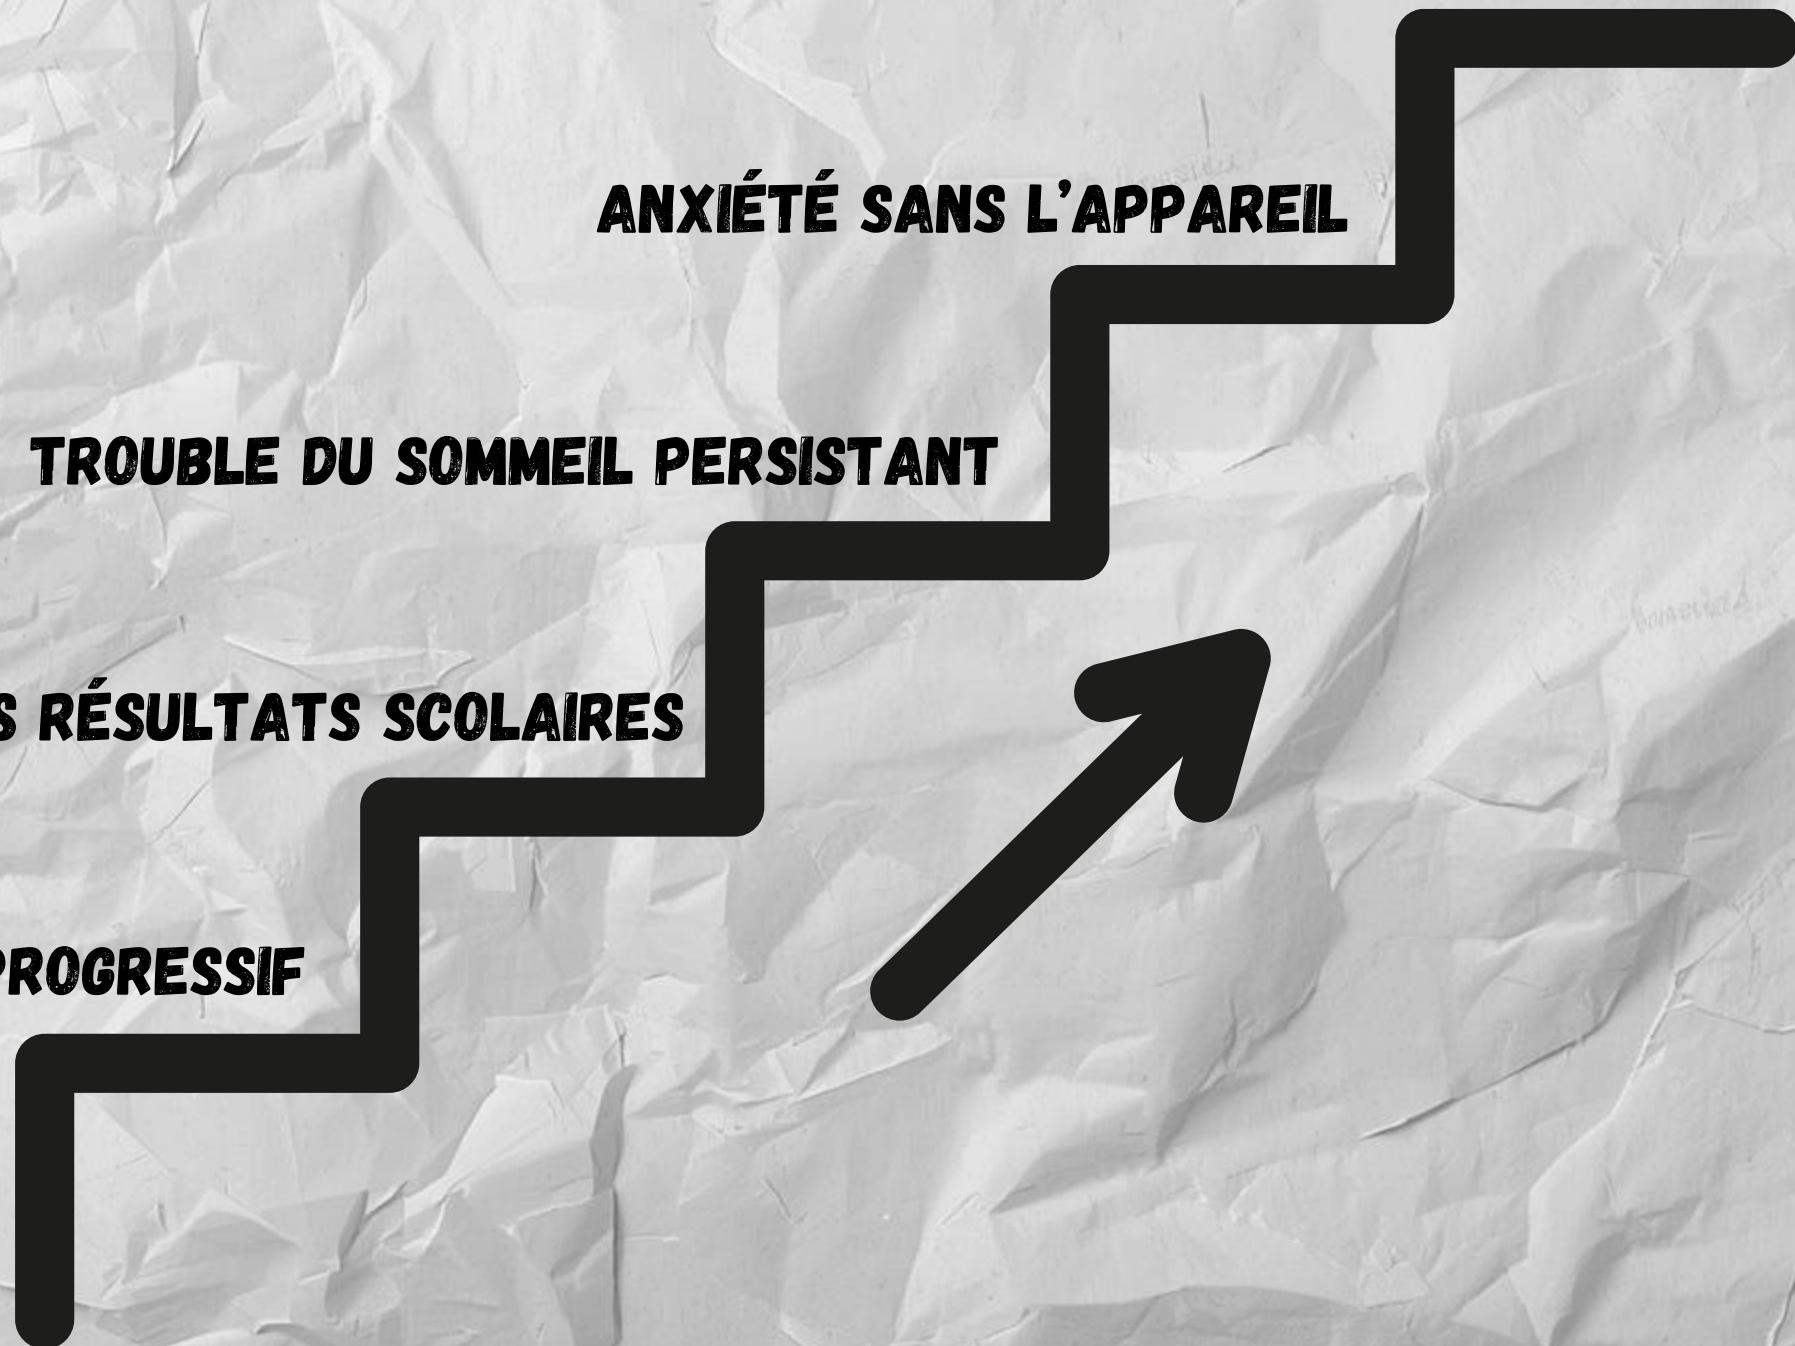 ANXIÉTÉ SANS L'APPAREIL
TROUBLE DU SOMMEIL PERSISTANT
S RÉSULTATS SCOLAIRES
PROGRESSIF